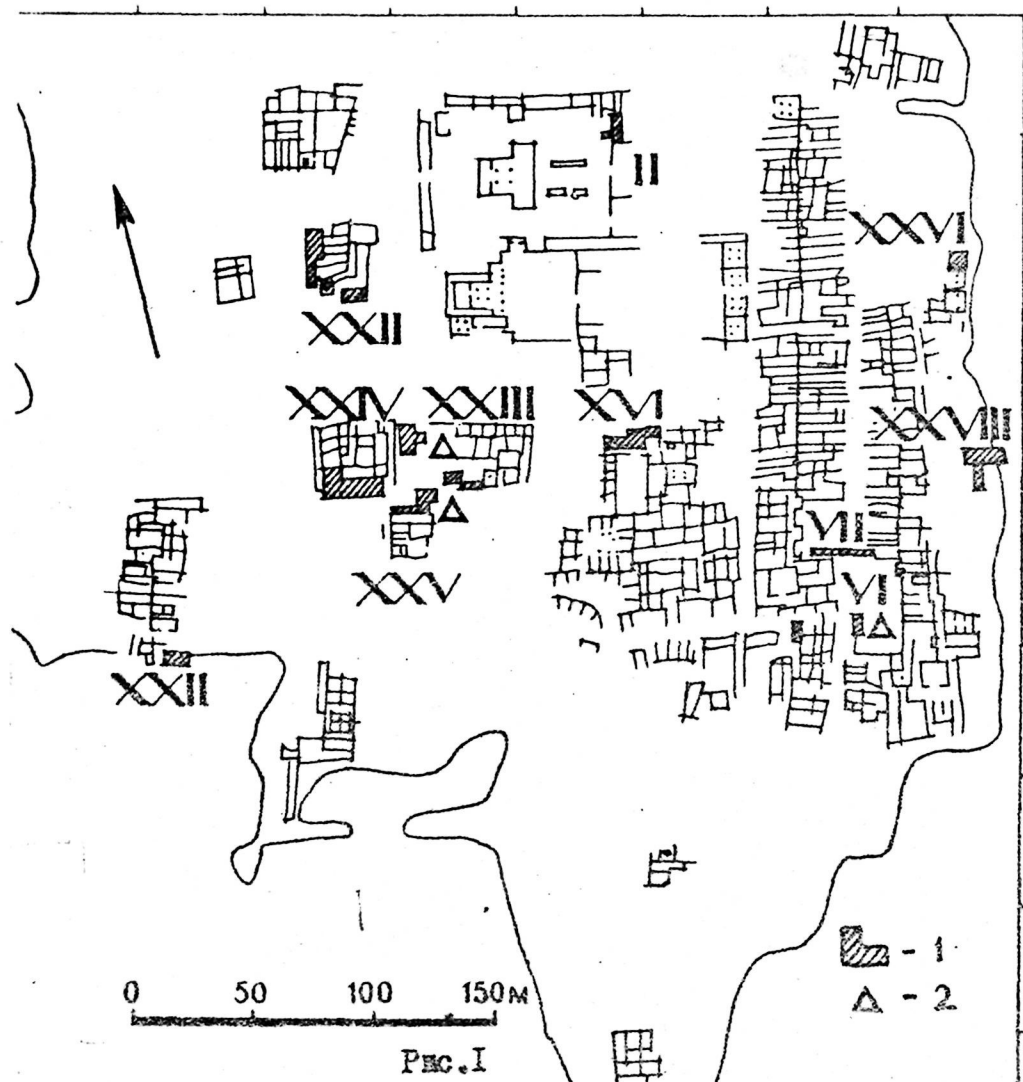 II
XXVI
XXII
XXIV XXIII XVI
XXVIII
VII
XXV
VI
XXII
- 1
- 2
0 50 100 150м
Рис.I